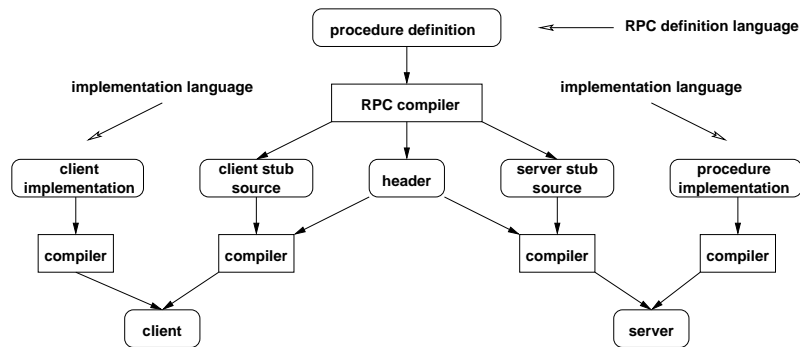 procedure definition
RPC definition language
implementation language
implementation language
RPC compiler
client
implementation
client stub
source
header
server stub
source
procedure
implementation
compiler
compiler
compiler
compiler
client
server